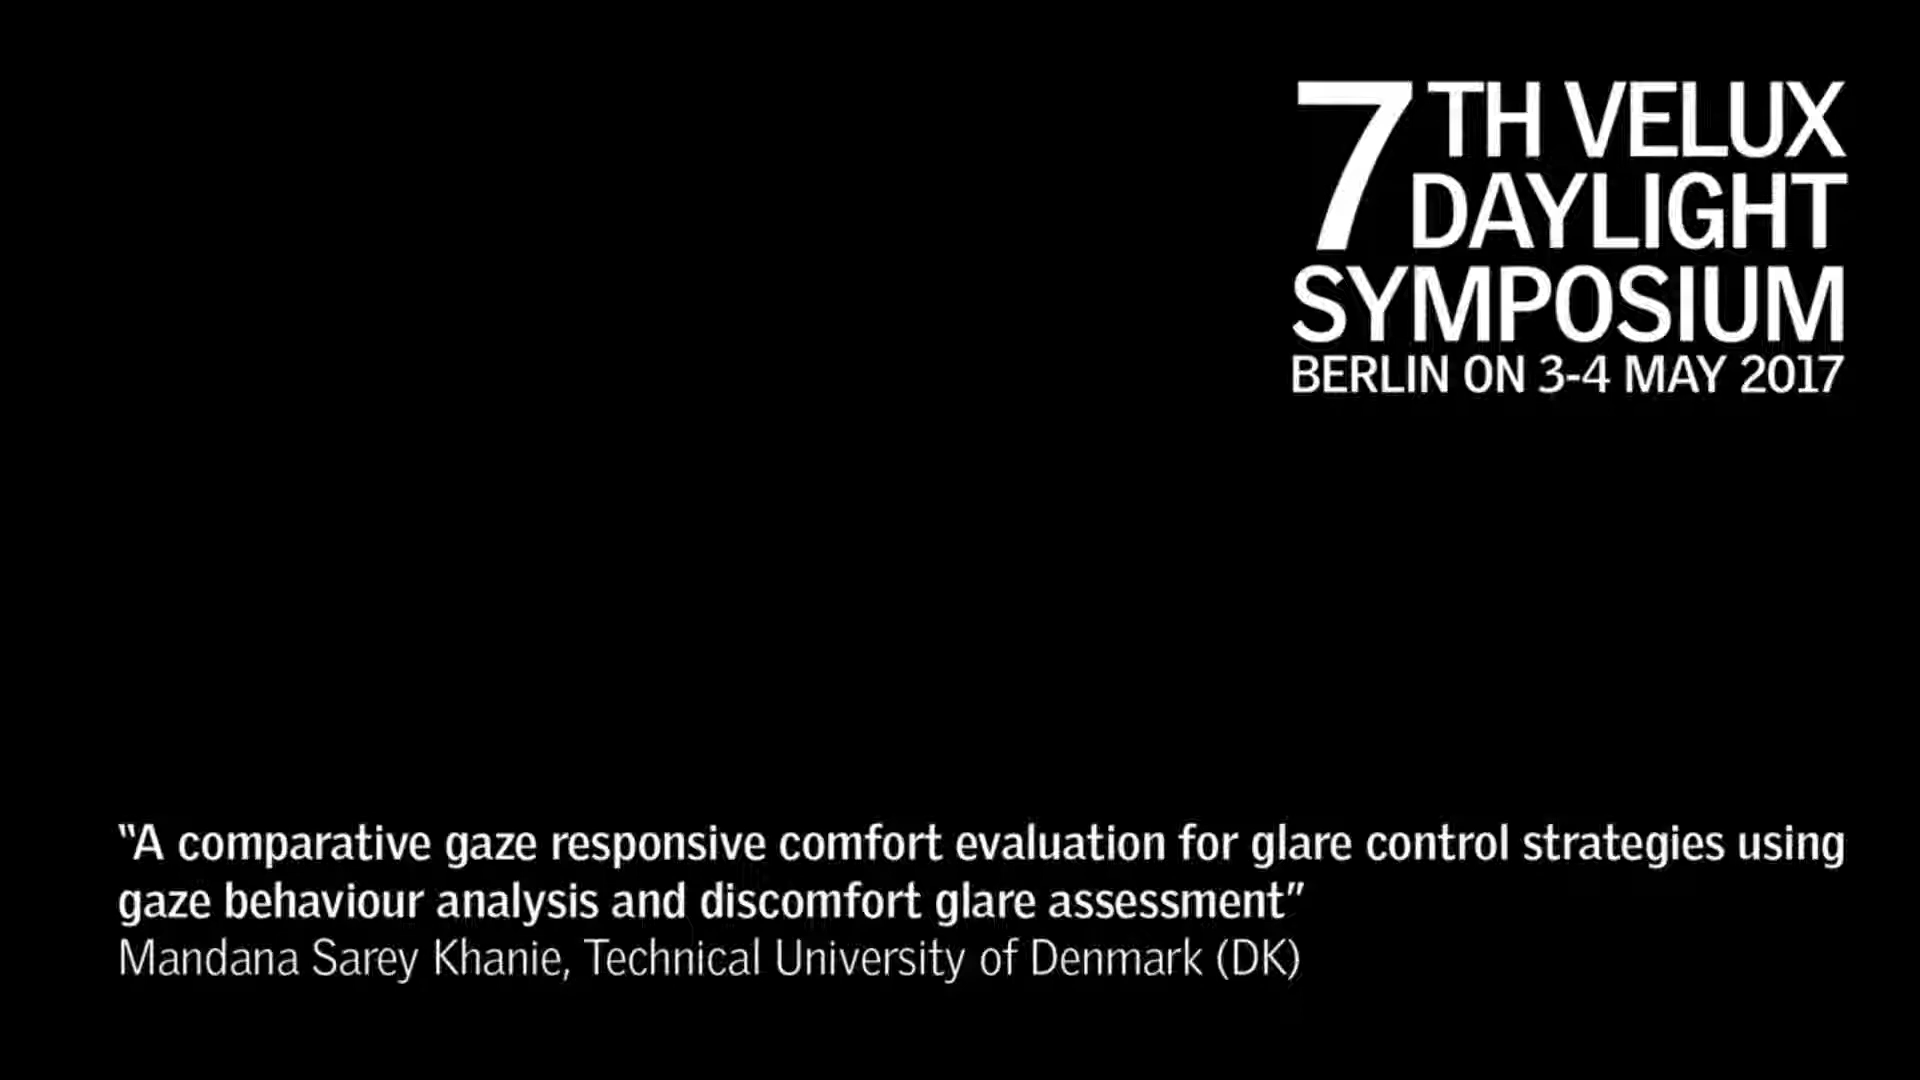 7TH VELUX
DAYLIGHT
SYMPOSIUM
BERLIN ON 3-4 MAY 2017
“A comparative gaze responsive comfort evaluation for glare control strategies using
gaze behaviour analysis and discomfort glare assessment”
Mandana Sarey Khanie, Technical University of Denmark (DK)